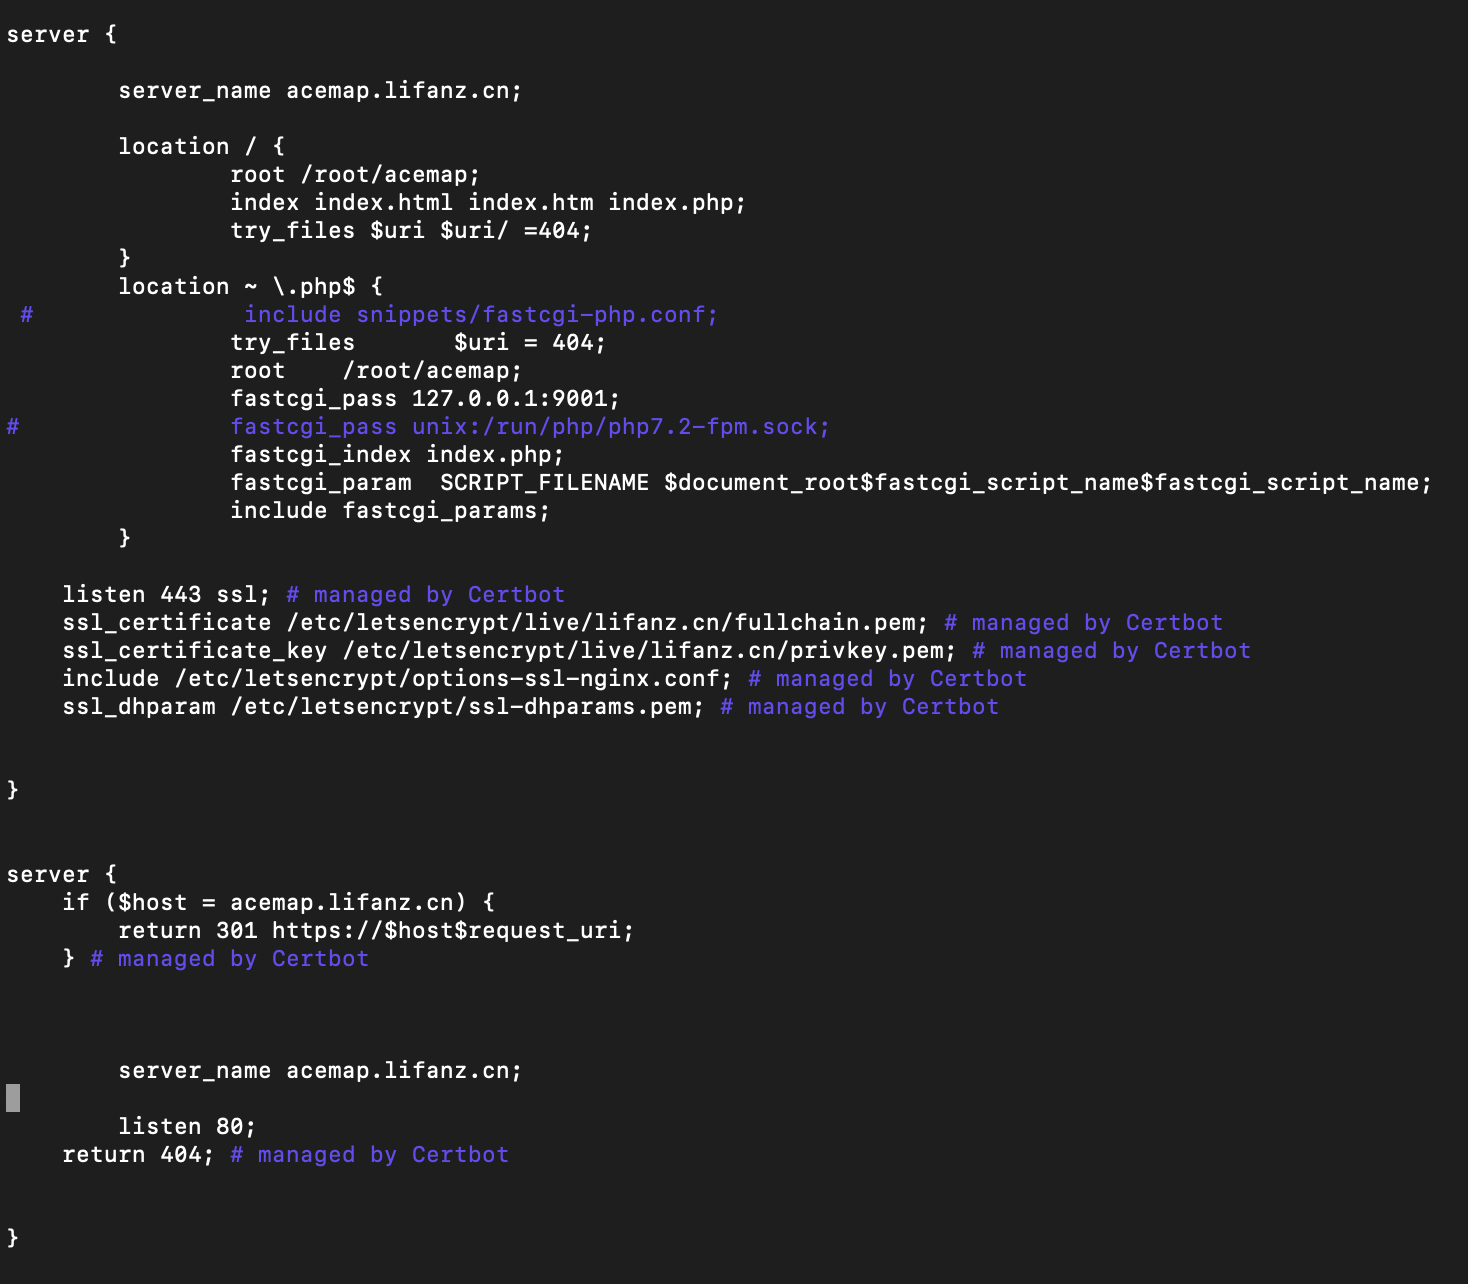 server {
server_name acemap.lifanz.cn;
location / {
root /root/acemap;
index index.html index.htm index.php;
try_files $uri $uri/ =404;
}
location ~ \.php$ {
# include snippets/fastcgi-php.conf;
try_files $uri = 404;
root /root/acemap;
fastcgi_pass 127.0.0.1:9001;
# fastcgi_pass unix:/run/php/php7.2-fpm.sock;
fastcgi_index index.php;
fastcgi_param SCRIPT_FILENAME $document_root$fastcgi_script_name$fastcgi_script_name;
include fastcgi_params;
}
listen 443 ssl; # managed by Certbot
ssl_certificate /etc/letsencrypt/live/lifanz.cn/fullchain.pem; # managed by Certbot
ssl_certificate_key /etc/letsencrypt/live/lifanz.cn/privkey.pem; # managed by Certbot
include /etc/letsencrypt/options-ssl-nginx.conf; # managed by Certbot
ssl_dhparam /etc/letsencrypt/ssl-dhparams.pem; # managed by Certbot
}
server {
if ($host = acemap.lifanz.cn) {
return 301 https://$host$request_uri;
} # managed by Certbot
server_name acemap.lifanz.cn;
listen 80;
return 404; # managed by Certbot
}